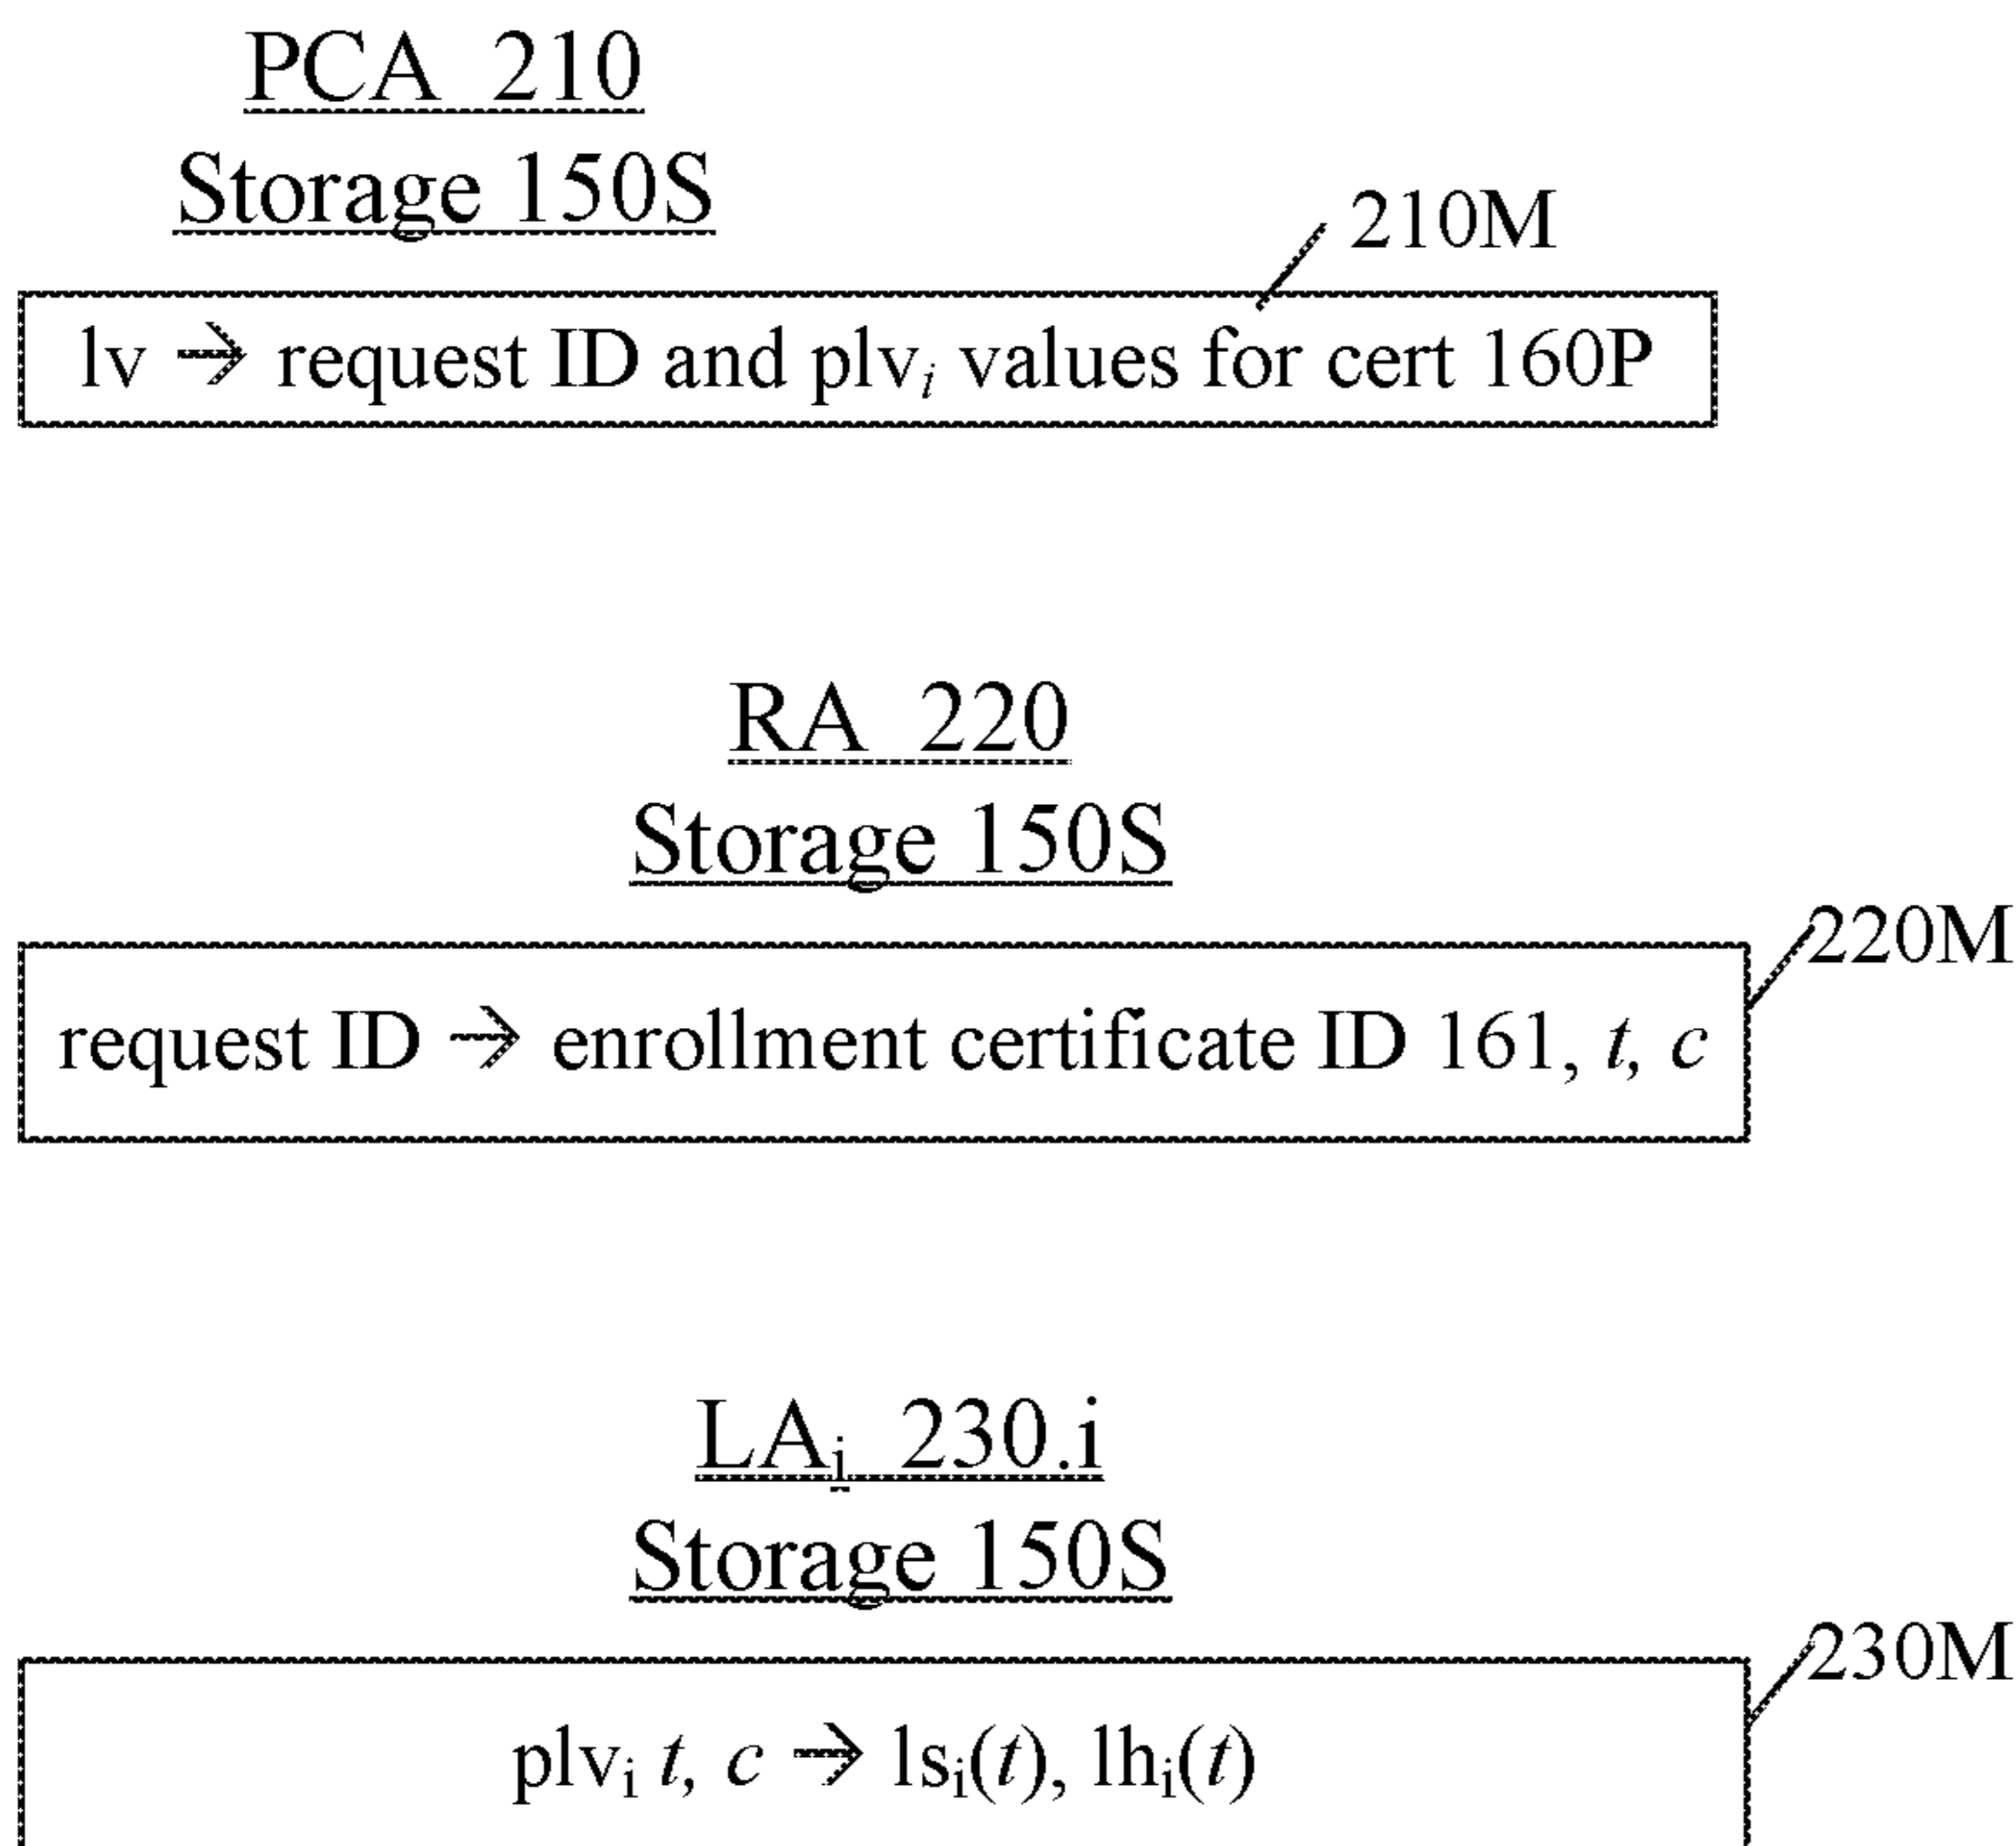 PCA 210
Storage 150S
210M
lv → request ID and plvᵢ values for cert 160P
RA 220
Storage 150S
220M
request ID → enrollment certificate ID 161, t, c
LAᵢ 230.i
Storage 150S
230M
plvᵢ t, c → lsᵢ(t), lhᵢ(t)